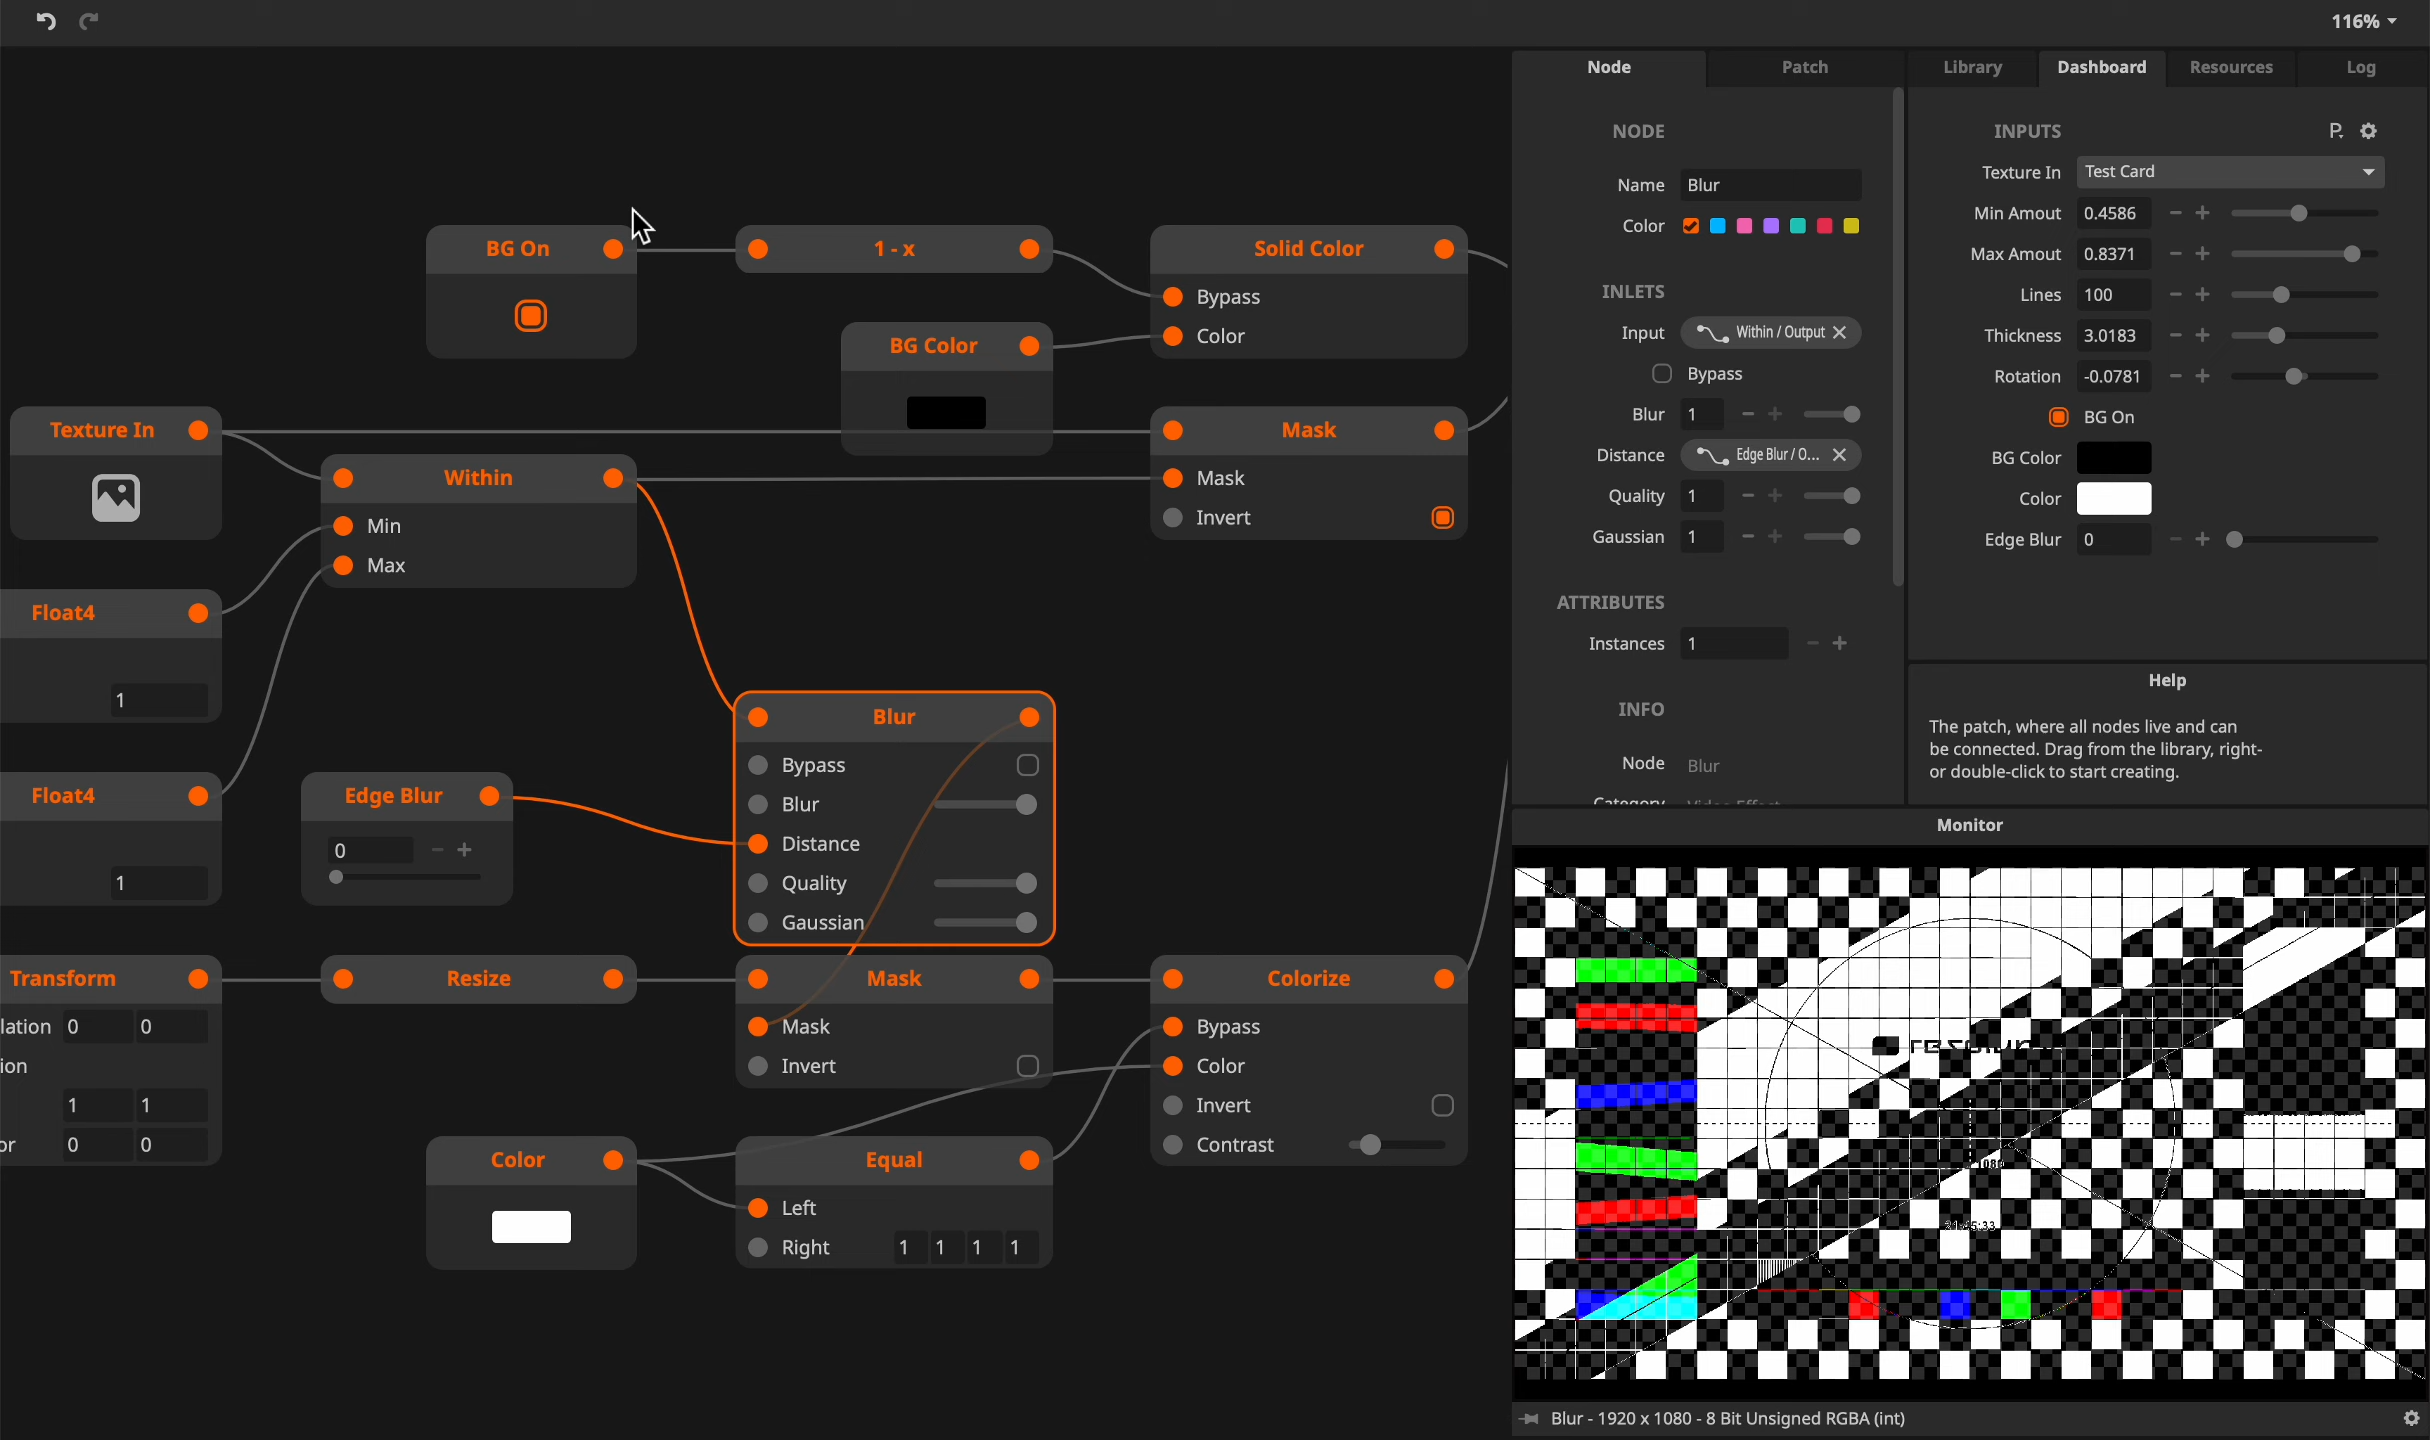 116%
Node
Patch
Library
Dashboard
Resources
Log
BG On
1 - x
Solid Color
Bypass
Color
BG Color
Texture In
Within
Min
Max
Mask
Mask
Invert
Float4
1
Float4
1
Edge Blur
0
Blur
Bypass
Blur
Distance
Quality
Gaussian
Transform
lation 0 0
ion
1 1
or 0 0
Resize
Mask
Mask
Invert
Colorize
Bypass
Color
Invert
Contrast
Color
Equal
Left
Right 1 1 1 1
NODE
Name Blur
Color
INLETS
Input Within / Output
Bypass
Blur 1
Distance Edge Blur / O...
Quality 1
Gaussian 1
ATTRIBUTES
Instances 1
INFO
Node Blur
Category Video Effect
INPUTS
P.
Texture In Test Card
Min Amout 0.4586
Max Amout 0.8371
Lines 100
Thickness 3.0183
Rotation -0.0781
BG On
BG Color
Color
Edge Blur 0
Help
The patch, where all nodes live and can
be connected. Drag from the library, right-
or double-click to start creating.
Monitor
1080
Blur - 1920 x 1080 - 8 Bit Unsigned RGBA (int)